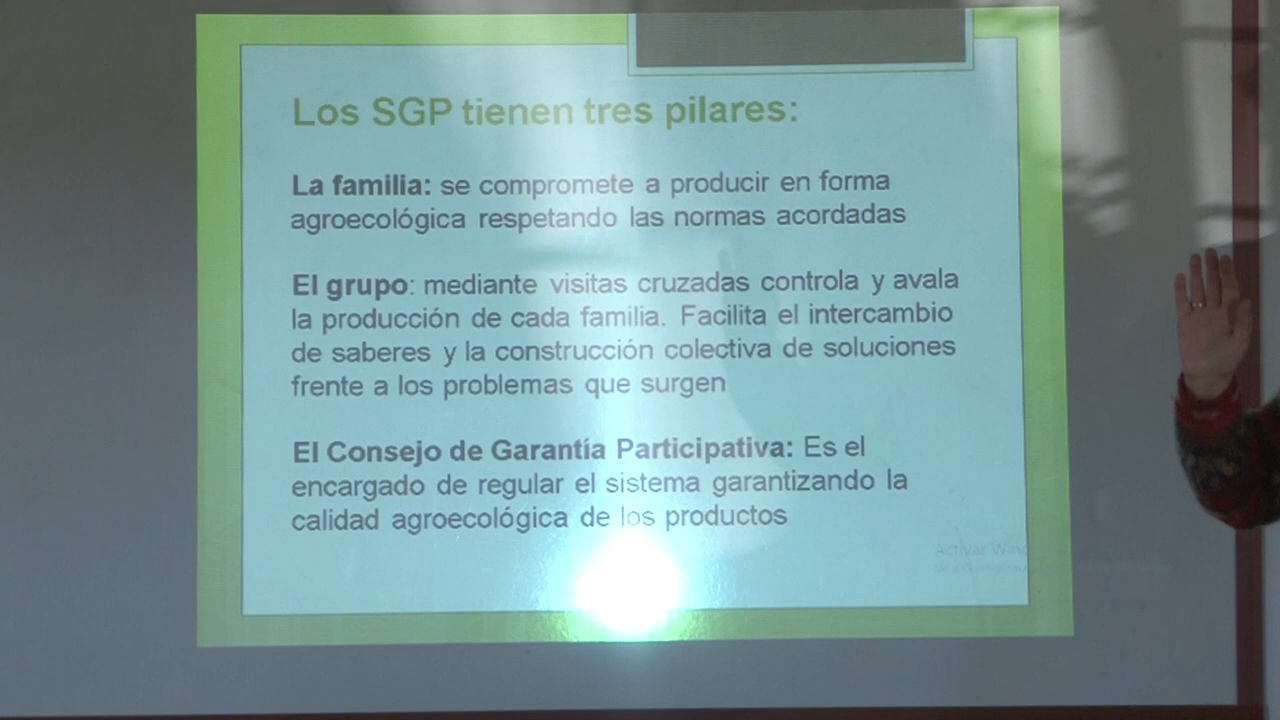 Los SGP tienen tres pilares:
La familia: se compromete a producir en forma
agroecológica respetando las normas acordadas
El grupo: mediante visitas cruzadas controla y avala
la producción de cada familia. Facilita el intercambio
de saberes y la construcción colectiva de soluciones
frente a los problemas que surgen
El Consejo de Garantía Participativa: Es el
encargado de regular el sistema garantizando la
calidad agroecológica de los productos
Activar